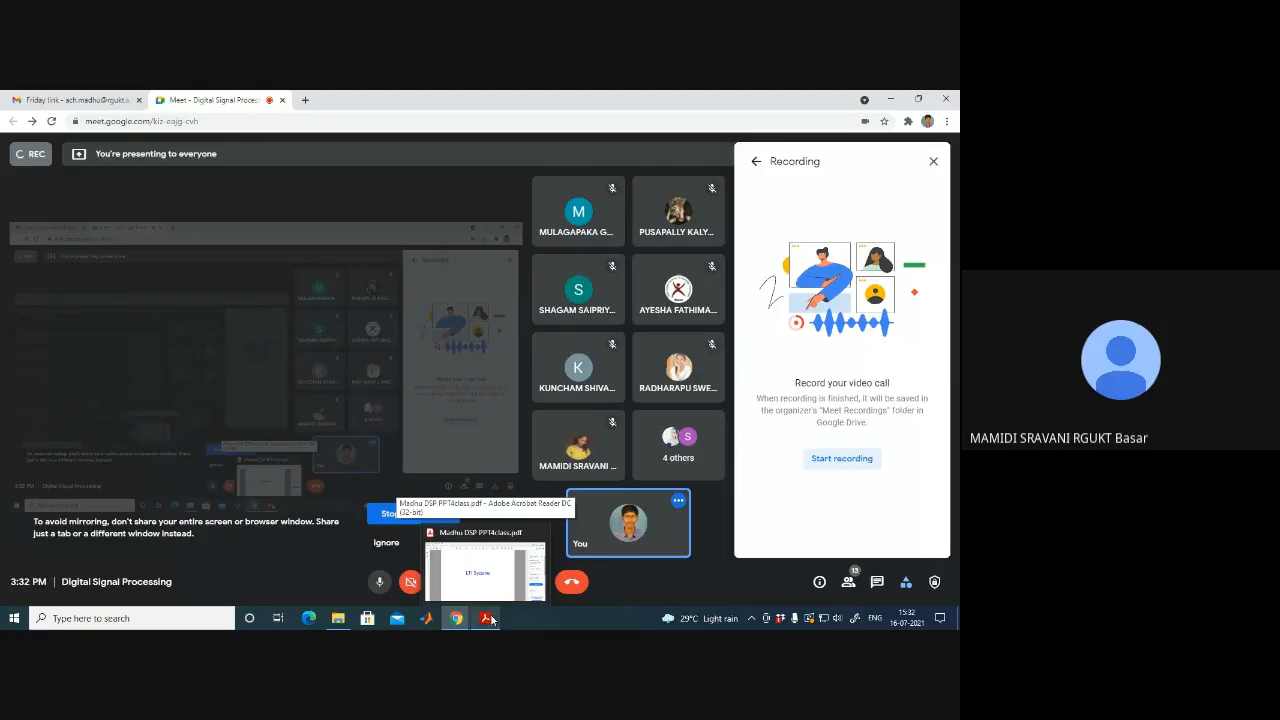 Friday link - ach.madhu@rgukt.a
Meet - Digital Signal Process
meet.google.com/kiz-eajg-cvh
REC
You're presenting to everyone
Recording
M
MULAGAPAKA G...
PUSAPALLY KALY...
S
SHAGAM SAIPRIY...
AYESHA FATHIMA...
K
KUNCHAM SHIVA...
RADHARAPU SWE...
MAMIDI SRAVANI ...
S
4 others
You
Record your video call
When recording is finished, it will be saved in
the organizer's "Meet Recordings" folder in
Google Drive.
Start recording
MAMIDI SRAVANI RGUKT Basar
Madhu DSP PPT4class.pdf - Adobe Acrobat Reader DC
(32-bit)
To avoid mirroring, don't share your entire screen or browser window. Share
just a tab or a different window instead.
Sto
Ignore
Madhu DSP PPT4class.pdf
LTI Systems
3:32 PM | Digital Signal Processing
13
Type here to search
29°C Light rain
ENG
15:32
16-07-2021